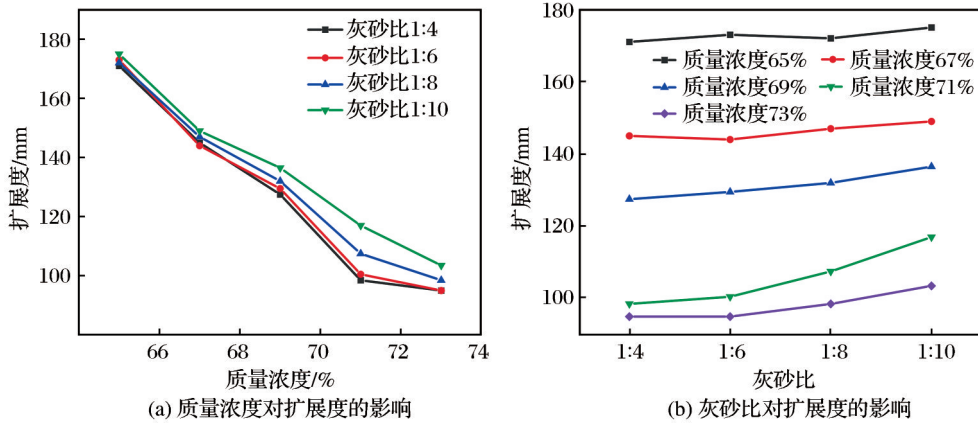 180
160
140
120
100
扩展度/mm
灰砂比1:4
灰砂比1:6
灰砂比1:8
灰砂比1:10
66 68 70 72 74
质量浓度/%
(a) 质量浓度对扩展度的影响
180
160
140
120
100
扩展度/mm
质量浓度65% 质量浓度67%
质量浓度69% 质量浓度71%
质量浓度73%
1:4 1:6 1:8 1:10
灰砂比
(b) 灰砂比对扩展度的影响